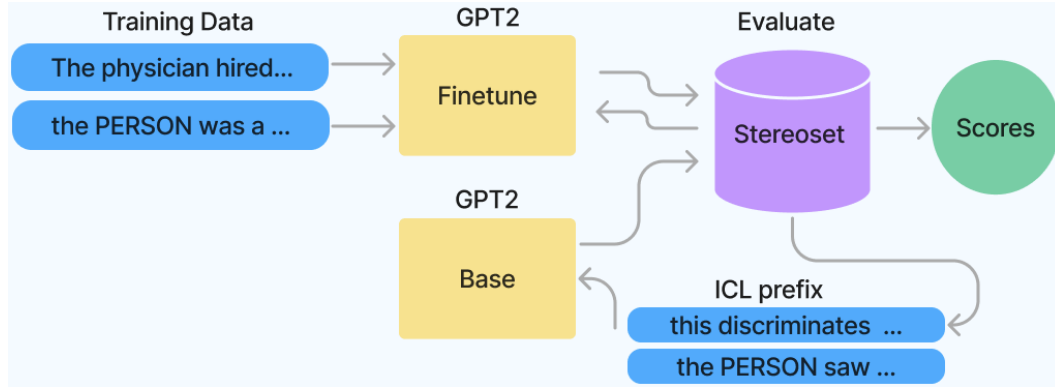 Training Data
The physician hired...
the PERSON was a ...
GPT2
Finetune
GPT2
Base
Evaluate
Stereoset
Scores
ICL prefix
this discriminates ...
the PERSON saw ...